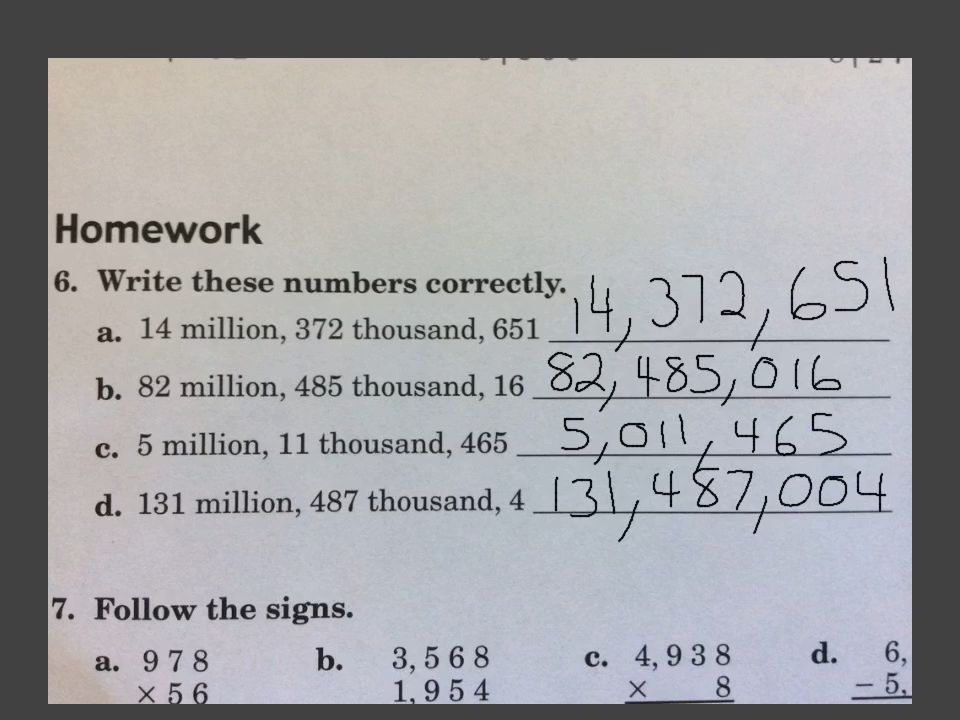 Homework
6. Write these numbers correctly.
a. 14 million, 372 thousand, 651 14,372,651
b. 82 million, 485 thousand, 16 82,485,016
c. 5 million, 11 thousand, 465 5,011,465
d. 131 million, 487 thousand, 4 131,487,004
7. Follow the signs.
a. 978 b. 3,568 c. 4,938 d. 6,
× 56 1,954 × 8 − 5,